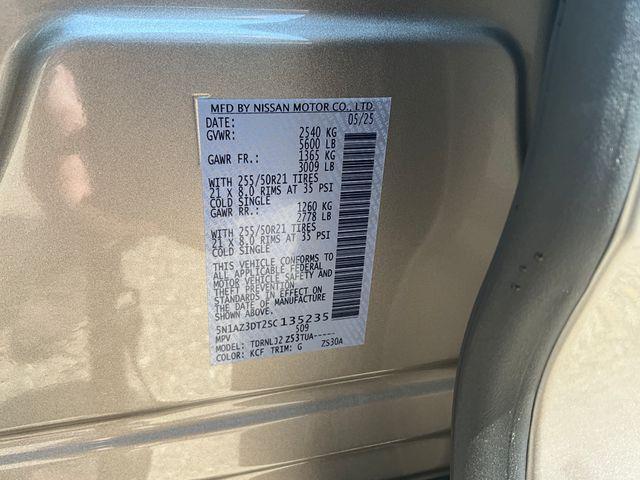 MFD BY NISSAN MOTOR CO., LTD.
DATE: 05/25
GVWR: 2540 KG
5600 LB
GAWR FR.: 1365 KG
3009 LB
WITH 255/50R21 TIRES
21 X 8.0 RIMS AT 35 PSI
COLD SINGLE
GAWR RR.: 1260 KG
2778 LB
WITH 255/50R21 TIRES
21 X 8.0 RIMS AT 35 PSI
COLD SINGLE
THIS VEHICLE CONFORMS TO
ALL APPLICABLE FEDERAL
MOTOR VEHICLE SAFETY AND
THEFT PREVENTION
STANDARDS IN EFFECT ON
THE DATE OF MANUFACTURE
SHOWN ABOVE.
5N1AZ3DT2SC135235
MPV 509
MODEL: TDRNLJ2 Z53TUA-----
COLOR: KCF TRIM: G ZS30A